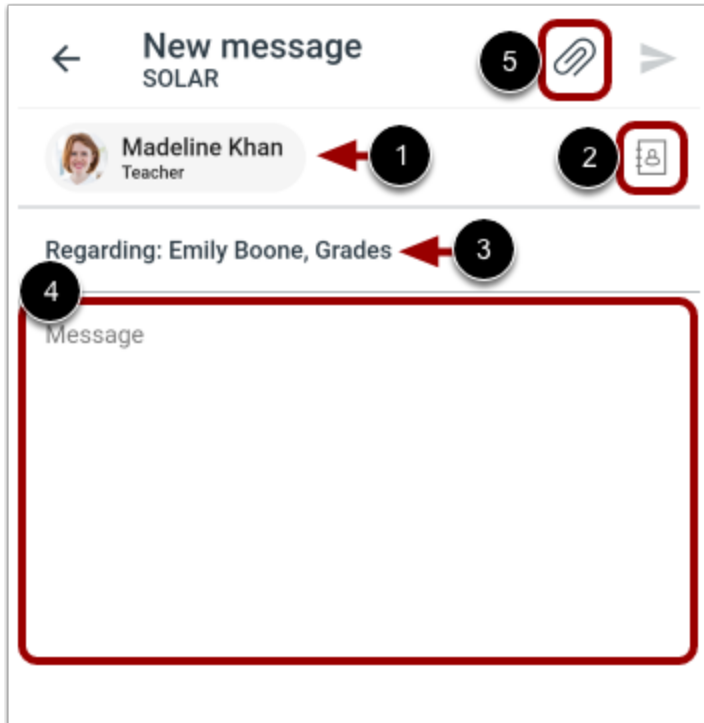 New message
SOLAR
5
Madeline Khan
Teacher
1
2
Regarding: Emily Boone, Grades
3
4
Message